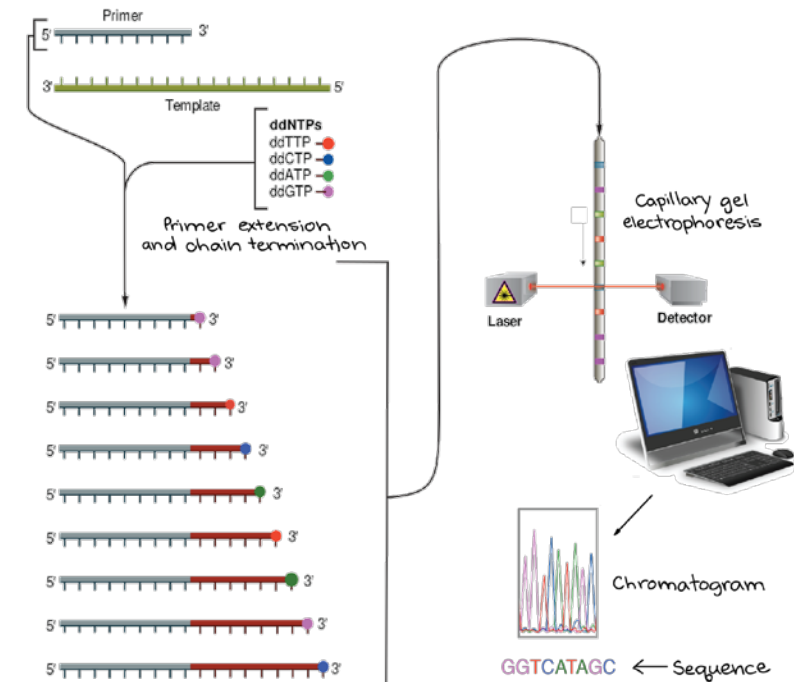 Primer
5' 3'
3' 5'
Template
ddNTPs
ddTTP
ddCTP
ddATP
ddGTP
Primer extension
and chain termination
5' 3'
5' 3'
5' 3'
5' 3'
5' 3'
5' 3'
5' 3'
5' 3'
5' 3'
Capillary gel
electrophoresis
Laser
Detector
Chromatogram
GGTCATAGC ← Sequence